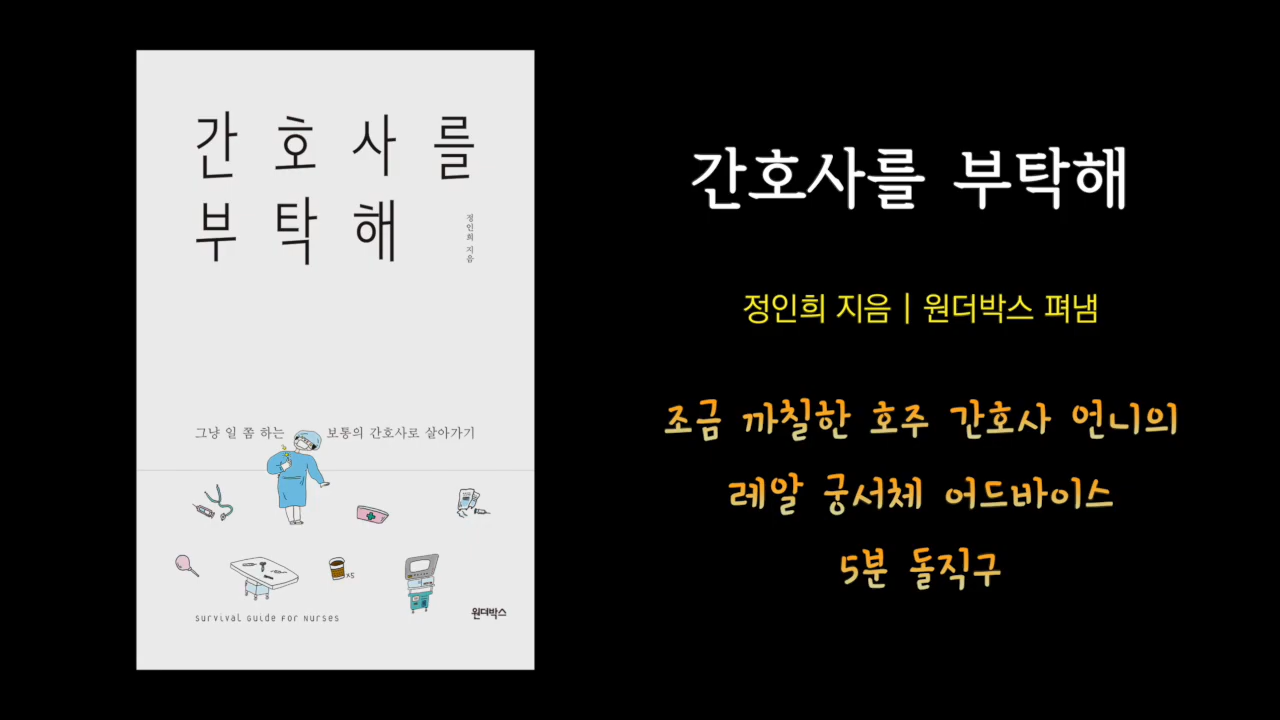 간호사를
부탁해
정인희 지음
그냥 일 쫌 하는 보통의 간호사로 살아가기
×5
Survival Guide For Nurses
원더박스
간호사를 부탁해
정인희 지음 | 원더박스 펴냄
조금 까칠한 호주 간호사 언니의
레알 궁서체 어드바이스
5분 돌직구